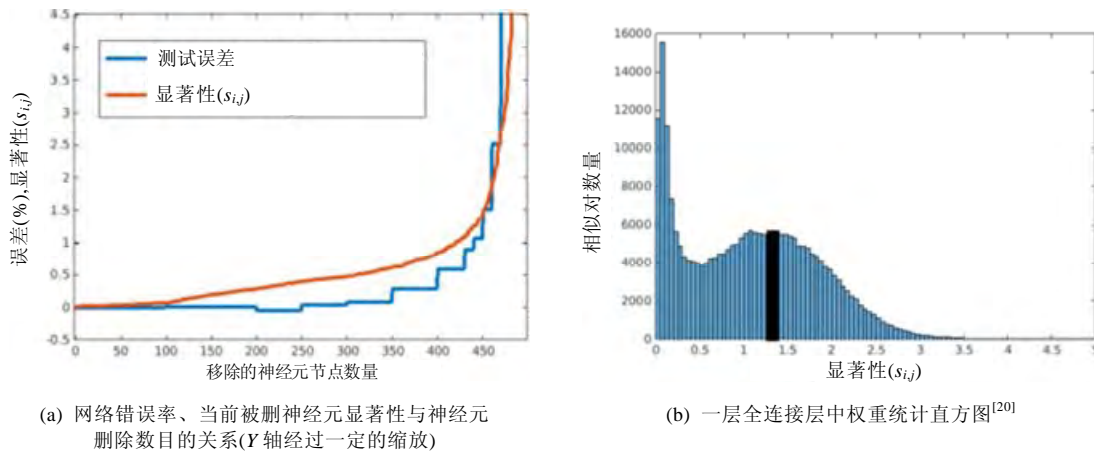 4.5
4
3.5
3
2.5
2
1.5
1
0.5
0
-0.5
误差(%),显著性(s_{i,j})
测试误差
显著性(s_{i,j})
0 50 100 150 200 250 300 350 400 450
移除的神经元节点数量
(a) 网络错误率、当前被删神经元显著性与神经元
删除数目的关系(Y 轴经过一定的缩放)
16000
14000
12000
10000
8000
6000
4000
2000
0
相似对数量
0 0.5 1 1.5 2 2.5 3 3.5 4 4.5 5
显著性(s_{i,j})
(b) 一层全连接层中权重统计直方图[20]